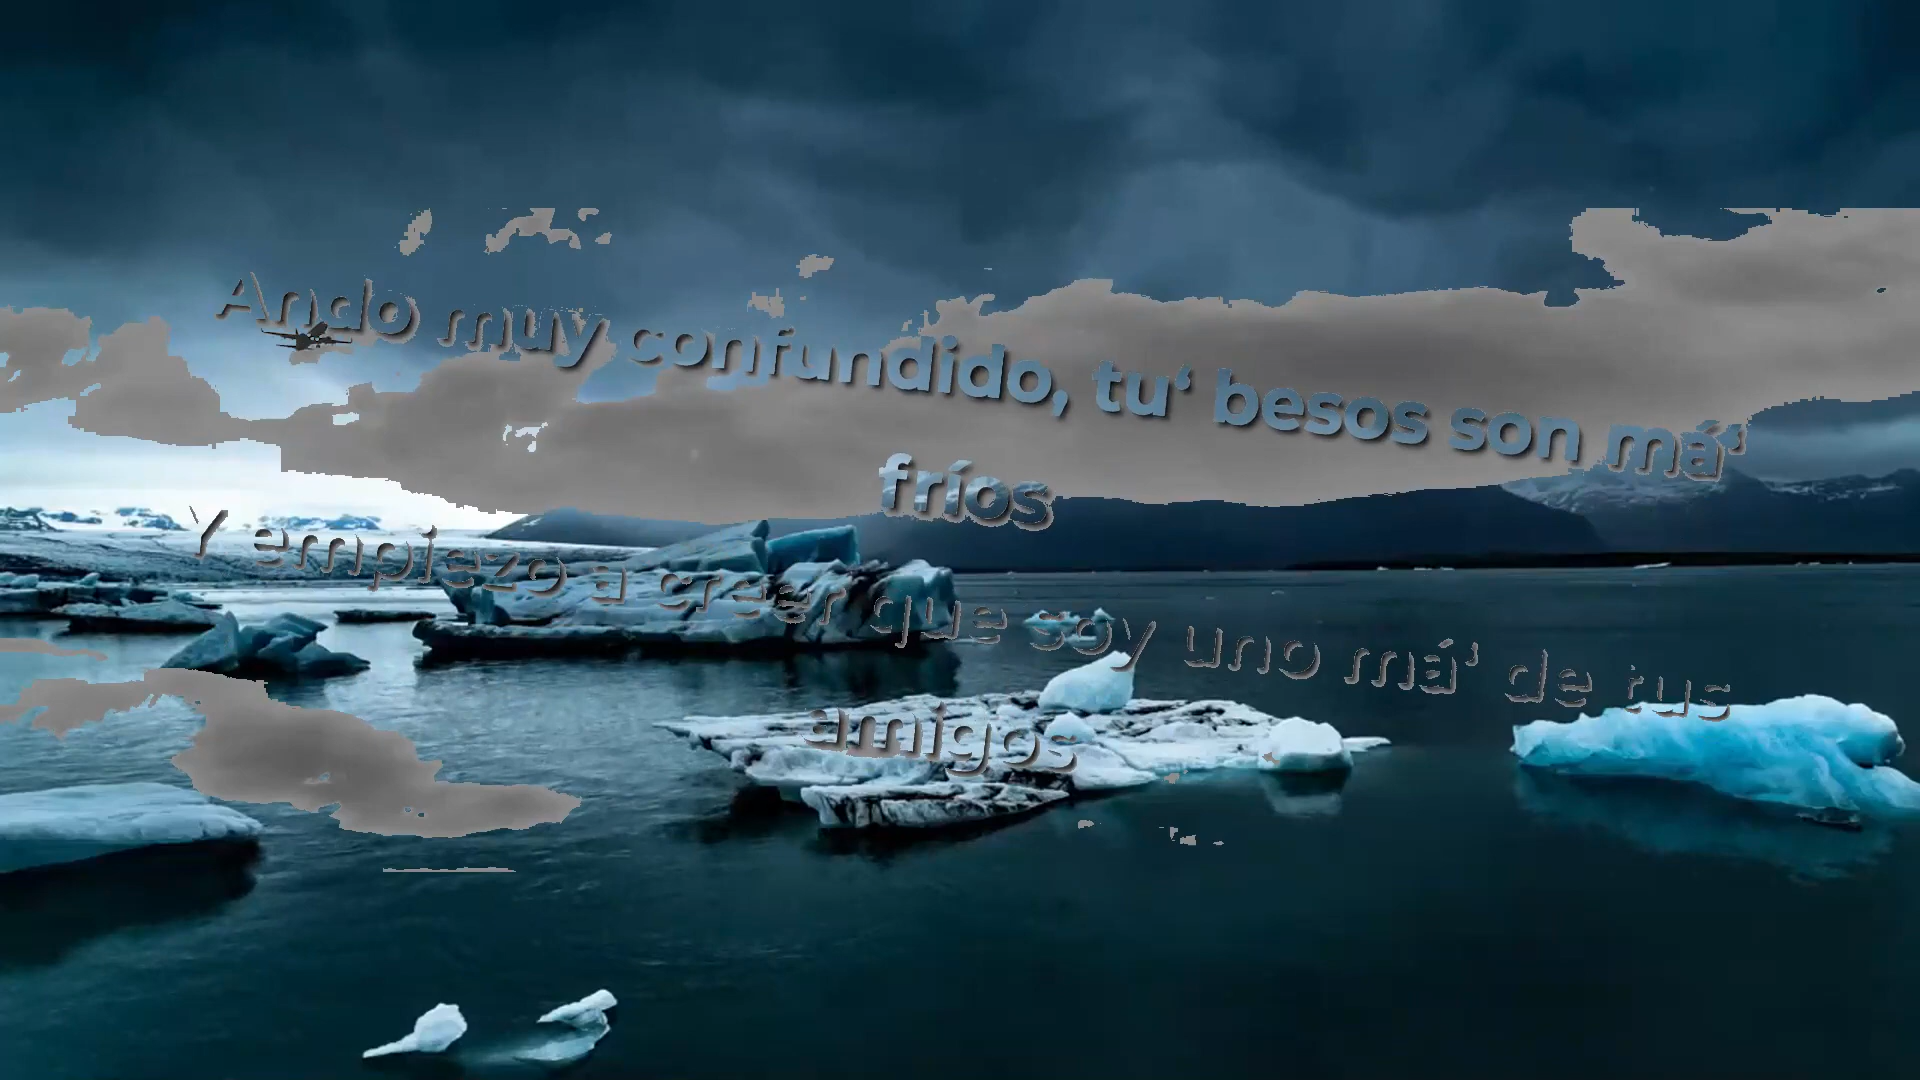 Ando muy confundido, tu‘ besos son má‘
fríos
Y empiezo a creer que soy uno má' de tus
amigos